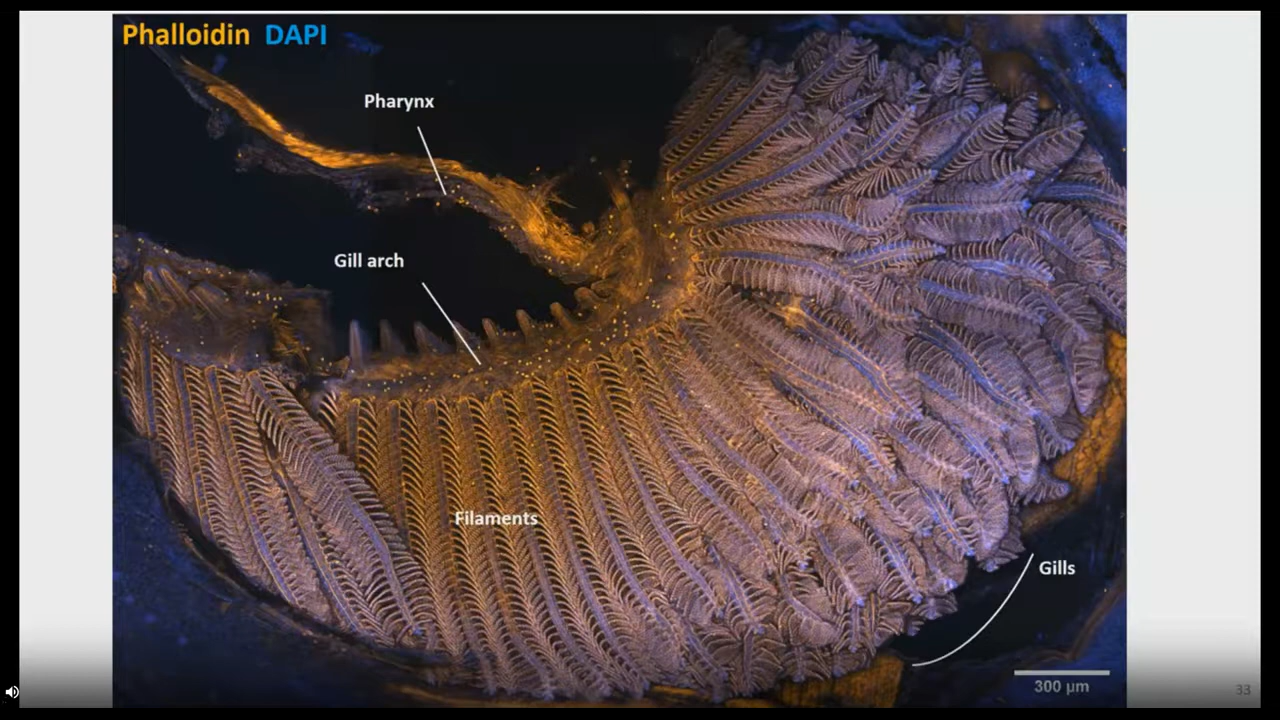 Phalloidin DAPI
Pharynx
Gill arch
Filaments
Gills
300 µm
33